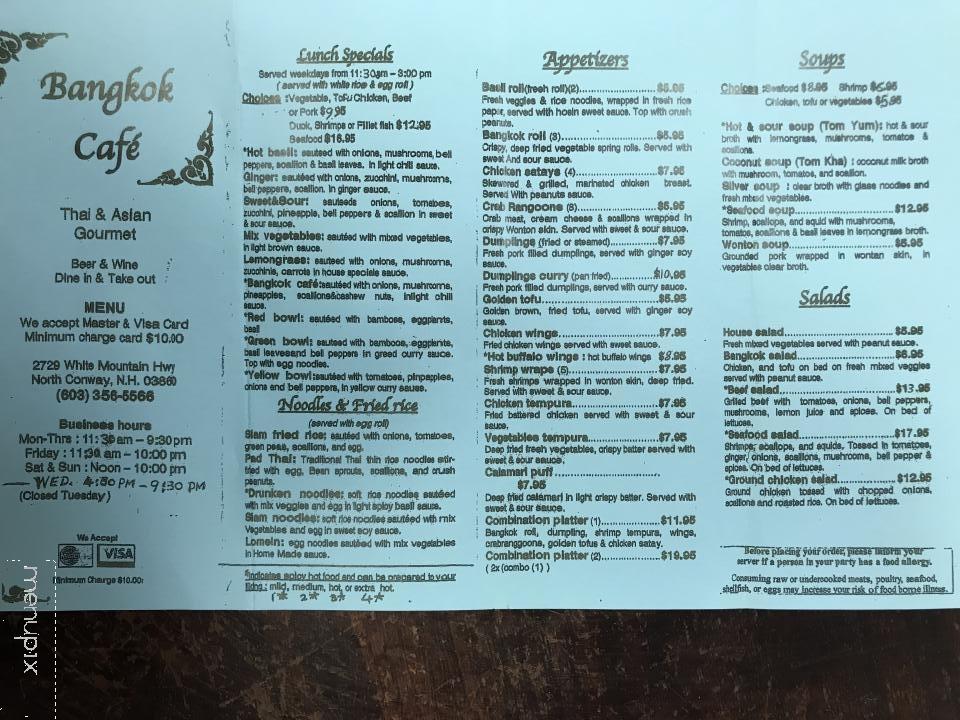 Bangkok
Café
Thai & Asian
Gourmet
Beer & Wine
Dine in & Take out
MENU
We accept Master & Visa Card
Minimum charge card $10.00
2729 White Mountain Hwy
North Conway, N.H. 03860
(603) 356-5566
Business hours
Mon-Thrs : 11:30am - 9:30pm
Friday : 11:30 am - 10:00 pm
Sat & Sun : Noon - 10:00 pm
WED. 4:30 PM - 9:30 PM
(Closed Tuesday)
We Accept
VISA
Minimum Charge $10.00
menupix
Lunch Specials
Served weekdays from 11:30am - 3:00 pm
( served with white rice & egg roll )
Choices :Vegetable, Tofu Chicken, Beef
or Pork $9.95
Duck, Shrimps or Fillet fish $12.95
Seafood $16.95
*Hot basil: sauteed with onions, mushrooms, bell
peppers, scallion & basil leaves. In light chili sauce.
Ginger: sautéed with onions, zucchini, mushrooms,
bell peppers, scallion. in ginger sauce.
Sweet&Sour: sauteeds onions, tomatoes,
zucchini, pineapple, bell peppers & scallion in sweet
& sour sauce.
Mix vegetables: sautéed with mixed vegetables,
in light brown sauce.
Lemongrass: sautéed with onions, mushrooms,
zucchinis, carrots in house speciale sauce.
*Bangkok café:sautéed with onions, mushrooms,
pineapples, scallions&cashew nuts, inlight chili
sauce.
*Red bowl: sautéed with bamboos, eggplants,
basil
*Green bowl: sautéed with bamboos, eggplants,
basil leavesand bell peppers in greed curry sauce.
Top with egg noodles.
*Yellow bowl:sautéed with tomatoes, pinpapples,
onions and bell peppers, in yellow curry sauce.
Noodles & Fried rice
(served with egg roll)
Siam fried rice: sautéed with onions, tomatoes,
green peas, scallions, and egg.
Pad Thai: Traditional Thai thin rice noodles stir-
fried with egg, Bean sprouts, scallions, and crush
peanuts.
*Drunken noodles: soft rice noodles sautéed
with mix veggies and egg in light spicy basil sauce.
Siam noodles: soft rice noodles sautéed with mix
Vegetables and egg in sweet soy sauce.
Lomein: egg noodles sautéed with mix vegetables
in Home Made sauce.
*indicates spicy hot food and can be prepared to your
liking : mild, medium, hot, or extra hot.
1* 2* 3* 4*
Appetizers
Basil roll(fresh roll)(2)
Fresh veggies & rice noodles, wrapped in fresh rice
paper, served with hoein sweet sauce. Top with crush
peanuts.
Bangkok roll (3)
Crispy, deep fried vegetable spring rolls. Served with
sweet And sour sauce.
Chicken satays (4)...$7.95
Skewered & grilled, marinated chicken breast.
Served With peanuts sauce.
Crab Rangoons
Crab meat, cream cheese & scallions wrapped in
crispy Wonton skin. Served with sweet & sour sauce.
Dumplings (fried or steamed)...$7.95
Fresh pork filled dumplings, served with ginger soy
sauce.
Dumplings curry (pan fried)...$10.95
Fresh pork filled dumplings, served with curry sauce.
Golden tofu
Golden brown, fried tofu, served with ginger soy
sauce.
Chicken wings...$7.95
Fried chicken wings served with sweet sauce.
*Hot buffalo wings : hot buffalo wings $8.95
Shrimp wraps (5)...$7.95
Fresh shrimps wrapped in wonton skin, deep fried.
Served with sweet & sour sauce.
Chicken tempura...$7.95
Fried battered chicken served with sweet & sour
sauce.
Vegetables tempura...$7.95
Deep fried fresh vegetables, crispy batter served with
sweet & sour sauce.
Calamari puff...
$7.95
Deep fried calamari in light crispy batter. Served with
sweet & sour sauce.
Combination platter (1)...$11.95
Bangkok roll, dumpling, shrimp tempura, wings,
crabranggoons, golden tofus & chicken satay.
Combination platter (2)...$19.95
( 2x (combo (1) )
Soups
Choices :Seafood $8.95 Shrimp $6.95
Chicken, tofu or vegetables $5.95
*Hot & sour soup (Tom Yum): hot & sour
broth with lemongrass, mushrooms, tomatos &
scallions.
Coconut soup (Tom Kha) : coconut milk broth
with mushroom, tomatos, and scallion.
Silver soup : clear broth with glass noodles and
fresh mixed vegetables.
*Seafood soup...$12.95
Shrimp, scallops, and squid with mushrooms,
tomatos, scallions & basil leaves in lemongrass broth.
Wonton soup...$5.95
Grounded pork wrapped in wontan skin, in
vegetables clear broth.
Salads
House salad...$5.95
Fresh mixed vegetables served with peanut sauce.
Bangkok salad...$8.95
Chicken, and tofu on bed on fresh mixed veggies
served with peanut sauce.
*Beef salad...$13.95
Grilled beef with tomatoes, onions, bell peppers,
mushrooms, lemon juice and spices. On bed of
lettuces.
*Seafood salad...$17.95
Shrimps, scallops, and squids. Tossed in tomatoes,
ginger, onions, scallions, mushrooms, bell pepper &
spices. On bed of lettuces.
*Ground chicken salad...$12.95
Ground chicken tossed with chopped onions,
scallions and roasted rice. On bed of lettuces.
Before placing your order, please inform your
server if a person in your party has a food allergy.
Consuming raw or undercooked meats, poultry, seafood,
shellfish, or eggs may increase your risk of food borne illness.